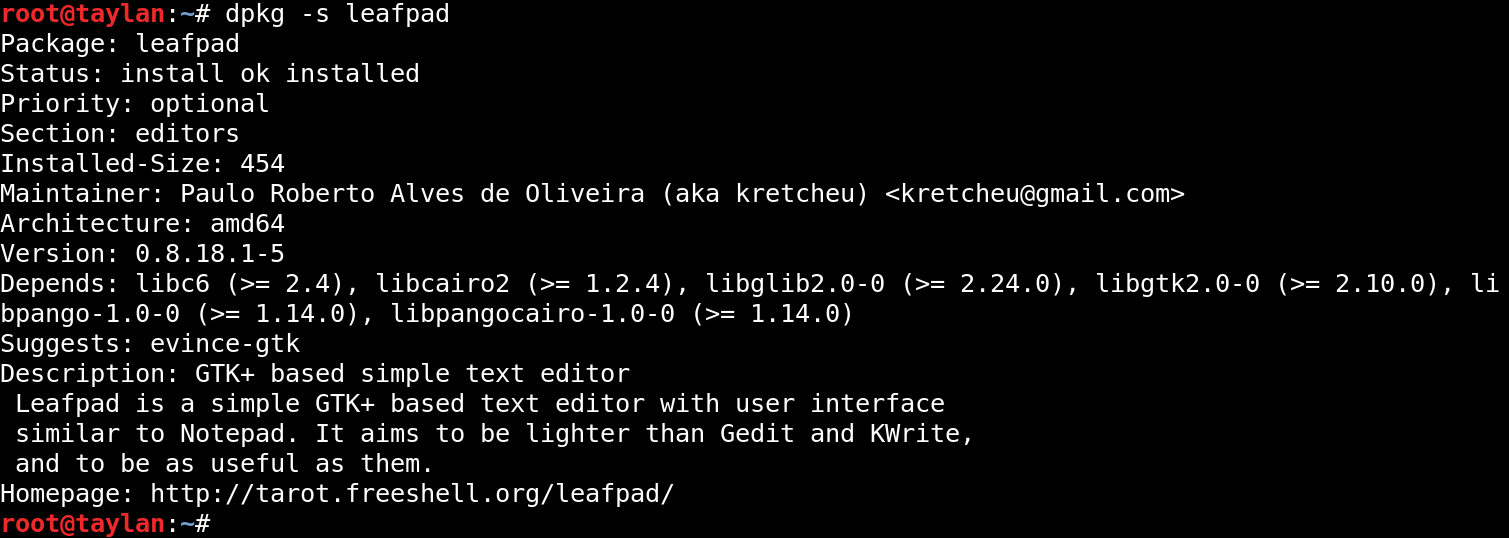 root@taylan:~# dpkg -s leafpad
Package: leafpad
Status: install ok installed
Priority: optional
Section: editors
Installed-Size: 454
Maintainer: Paulo Roberto Alves de Oliveira (aka kretcheu) <kretcheu@gmail.com>
Architecture: amd64
Version: 0.8.18.1-5
Depends: libc6 (>= 2.4), libcairo2 (>= 1.2.4), libglib2.0-0 (>= 2.24.0), libgtk2.0-0 (>= 2.10.0), li
bpango-1.0-0 (>= 1.14.0), libpangocairo-1.0-0 (>= 1.14.0)
Suggests: evince-gtk
Description: GTK+ based simple text editor
 Leafpad is a simple GTK+ based text editor with user interface
 similar to Notepad. It aims to be lighter than Gedit and KWrite,
 and to be as useful as them.
Homepage: http://tarot.freeshell.org/leafpad/
root@taylan:~#